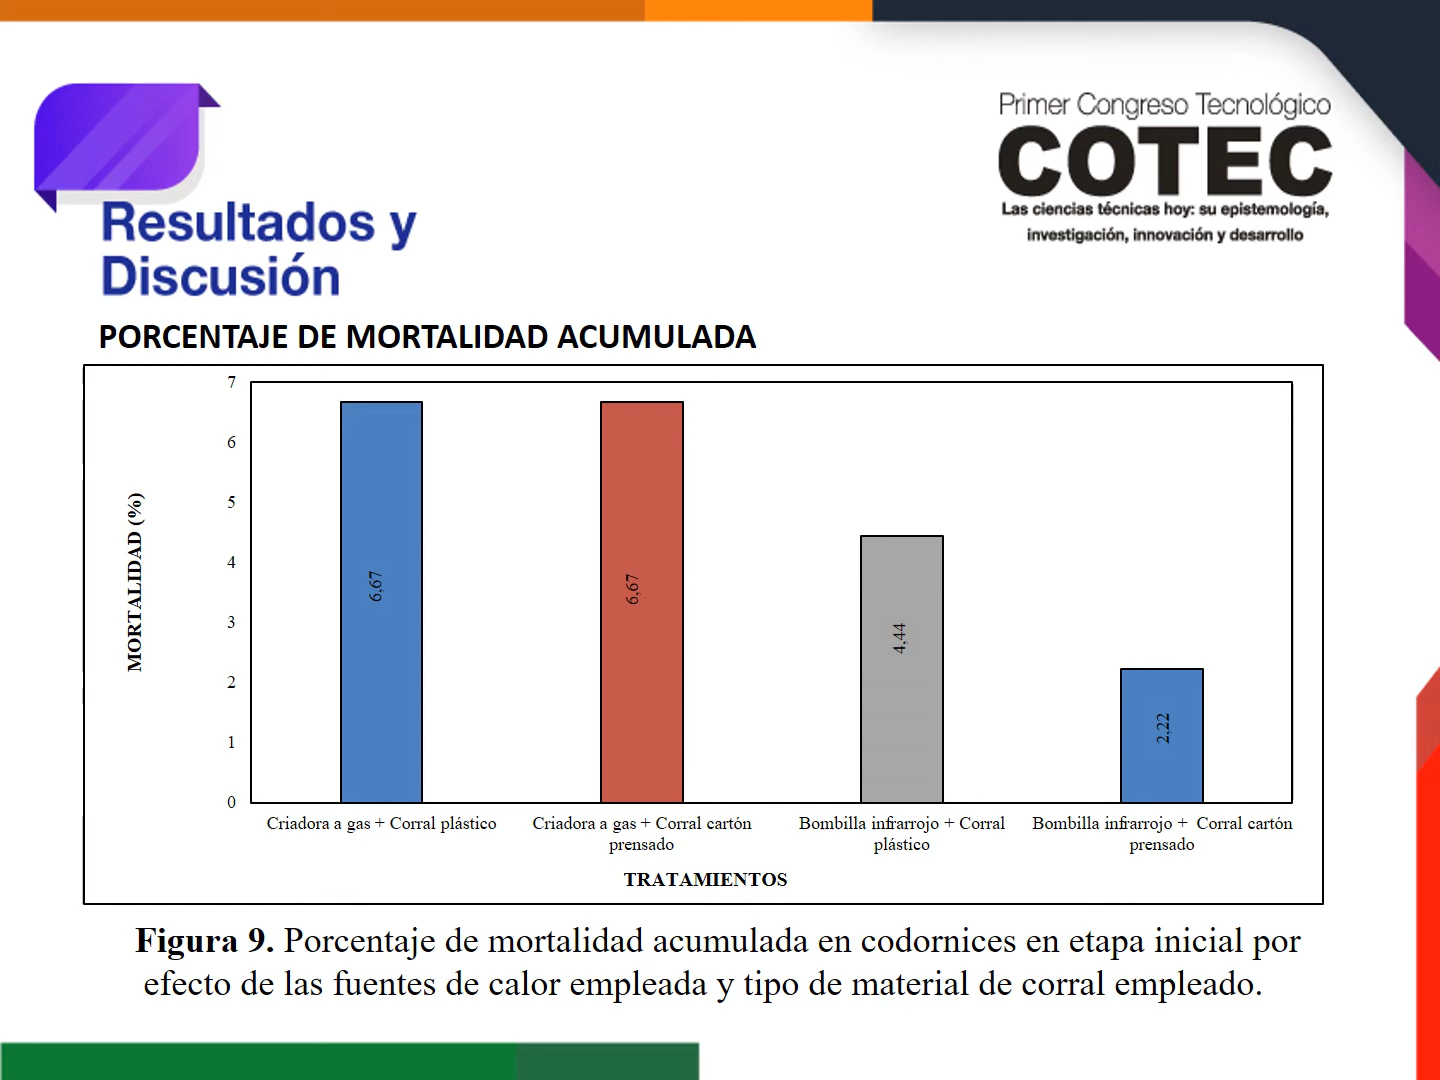 Primer Congreso Tecnológico
COTEC
Las ciencias técnicas hoy: su epistemología,
investigación, innovación y desarrollo
Resultados y
Discusión
PORCENTAJE DE MORTALIDAD ACUMULADA
MORTALIDAD (%)
7
6
5
4
3
2
1
0
6,67
6,67
4,44
2,22
Criadora a gas + Corral plástico
Criadora a gas + Corral cartón
prensado
Bombilla infrarrojo + Corral
plástico
Bombilla infrarrojo + Corral cartón
prensado
TRATAMIENTOS
Figura 9. Porcentaje de mortalidad acumulada en codornices en etapa inicial por
efecto de las fuentes de calor empleada y tipo de material de corral empleado.